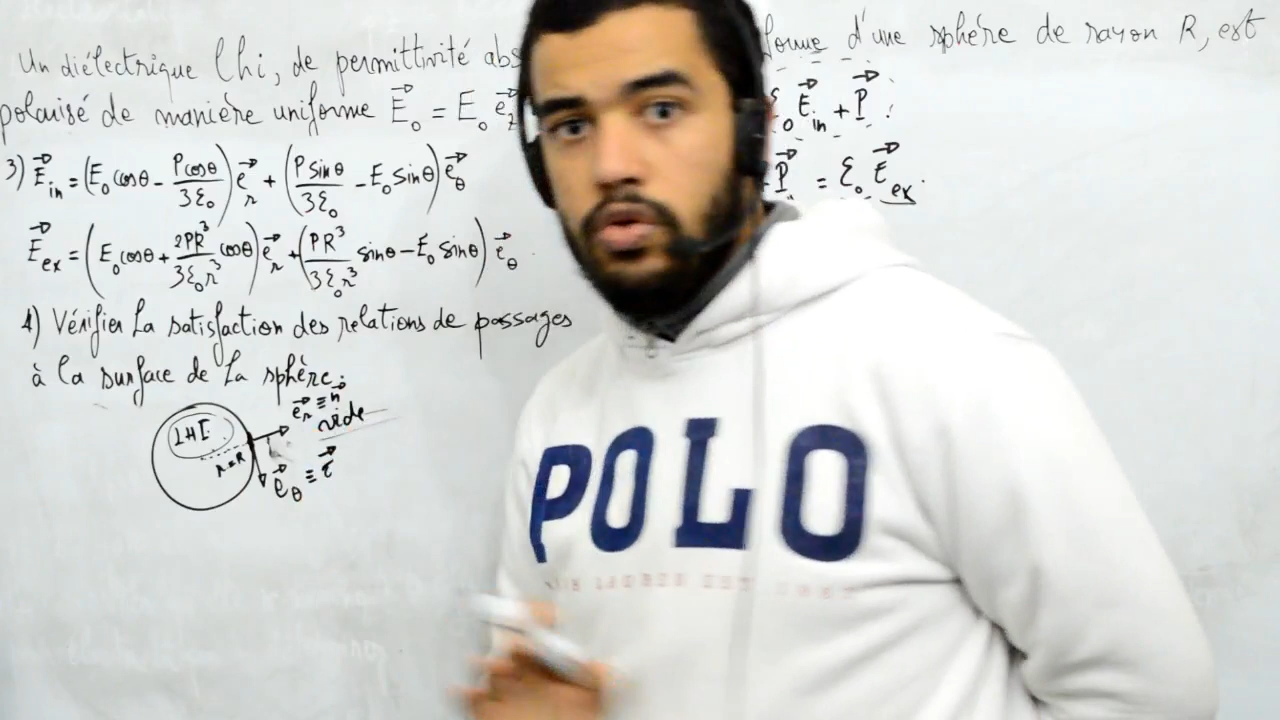 Un diélectrique lhi, de permittivité abs forme d'une sphère de rayon R, est
polarisé de manière uniforme E⃗₀ = E₀ e⃗z ε₀ E⃗in + P⃗
3) E⃗in = (E₀ cosθ - P cosθ/3ε₀) e⃗r + (P sinθ/3ε₀ - E₀ sinθ) e⃗θ
P⃗ = ε₀ E⃗ex
E⃗ex = (E₀ cosθ + 2PR³/3ε₀r³ cosθ) e⃗r + (PR³/3ε₀r³ sinθ - E₀ sinθ) e⃗θ
4) Vérifier la satisfaction des relations de passages
à la surface de la sphère.
e⃗r ≡ n⃗
vide
LHI
r=R
e⃗θ ≡ τ⃗
POLO